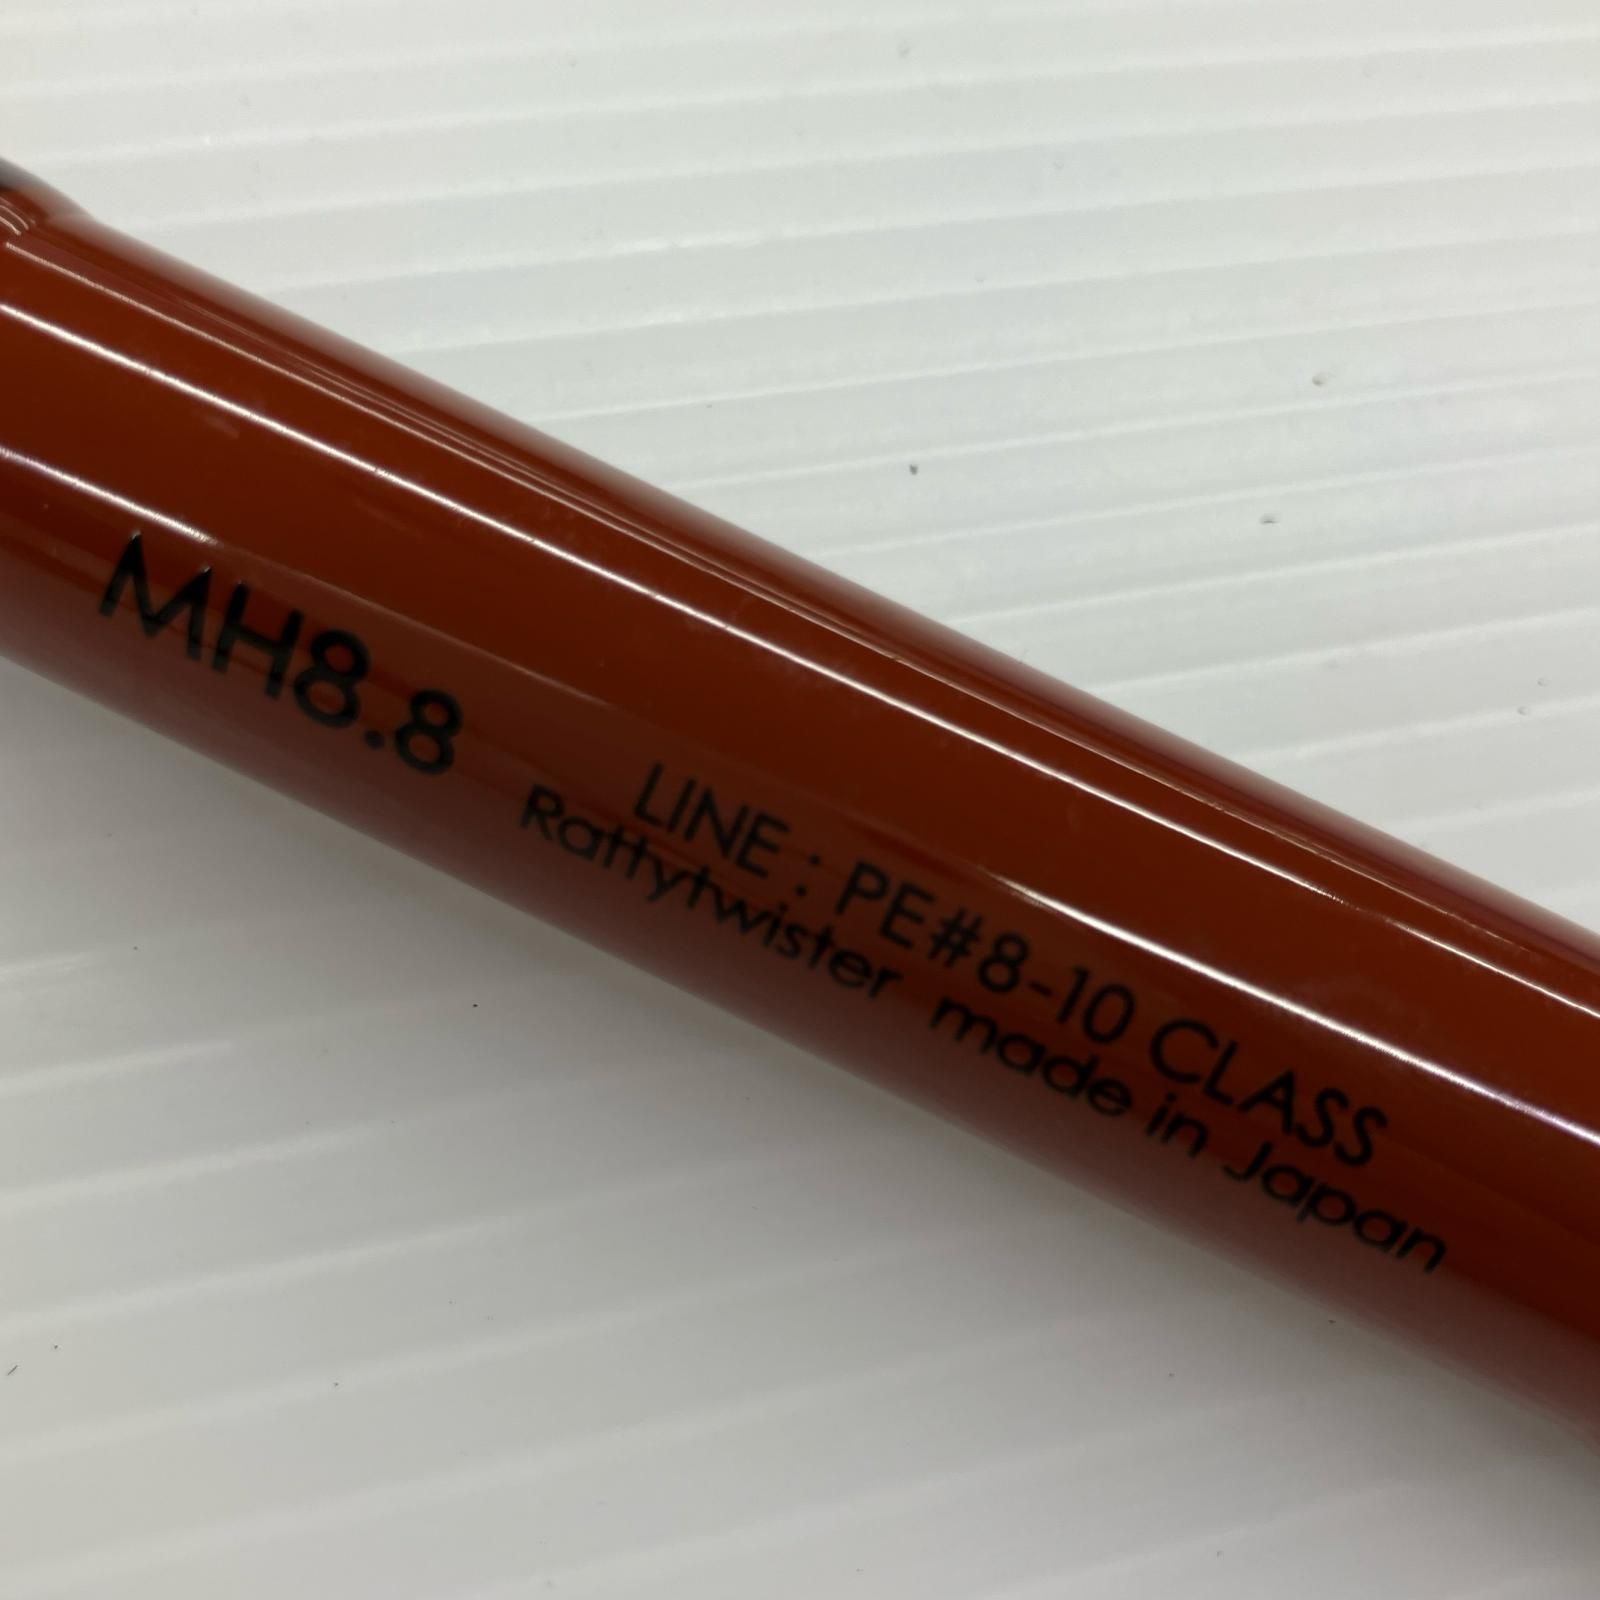 MH8.8
LINE : PE#8-10 CLASS
Rattytwister made in Japan